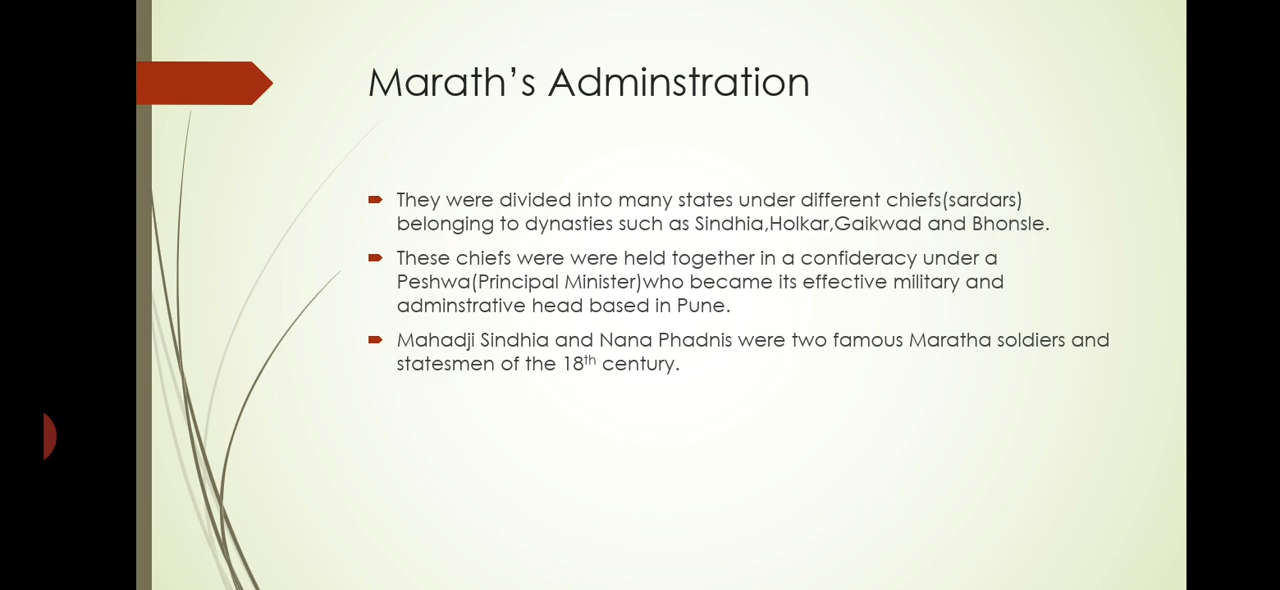 Marath’s Adminstration
They were divided into many states under different chiefs(sardars)
belonging to dynasties such as Sindhia,Holkar,Gaikwad and Bhonsle.
These chiefs were were held together in a confideracy under a
Peshwa(Principal Minister)who became its effective military and
adminstrative head based in Pune.
Mahadji Sindhia and Nana Phadnis were two famous Maratha soldiers and
statesmen of the 18th century.